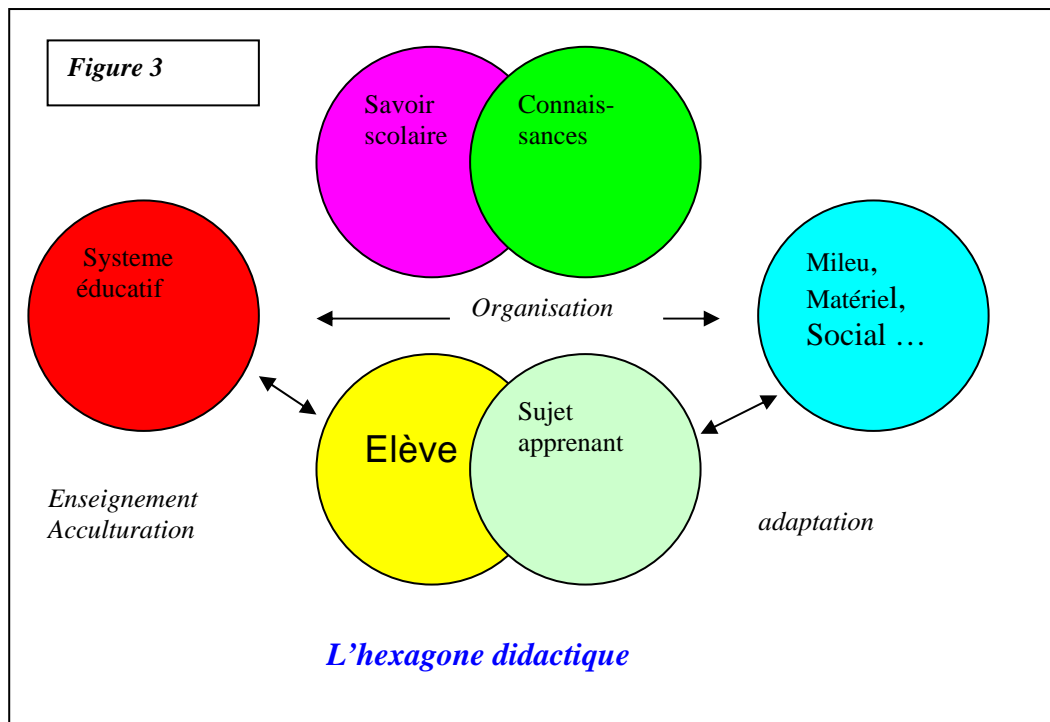 Figure 3
Savoir
scolaire
Connais-
sances
Systeme
éducatif
Mileu,
Matériel,
Social …
Organisation
Elève
Sujet
apprenant
Enseignement
Acculturation
adaptation
L'hexagone didactique